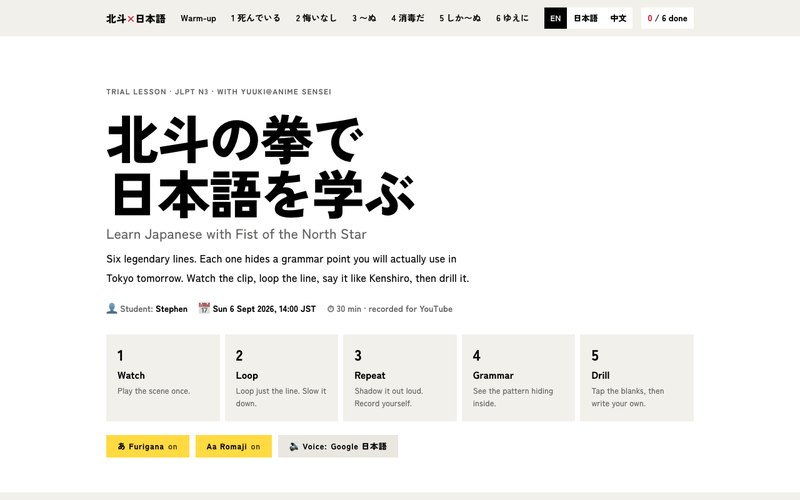 北斗×日本語 Warm-up 1 死んでいる 2 悔いなし 3 〜ぬ 4 消毒だ 5 しか〜ぬ 6 ゆえに EN 日本語 中文 0 / 6 done
TRIAL LESSON · JLPT N3 · WITH YUUKI@ANIME SENSEI
北斗の拳で
日本語を学ぶ
Learn Japanese with Fist of the North Star
Six legendary lines. Each one hides a grammar point you will actually use in
Tokyo tomorrow. Watch the clip, loop the line, say it like Kenshiro, then drill it.
Student: Stephen Sun 6 Sept 2026, 14:00 JST 30 min · recorded for YouTube
1
Watch
Play the scene once.
2
Loop
Loop just the line. Slow it
down.
3
Repeat
Shadow it out loud.
Record yourself.
4
Grammar
See the pattern hiding
inside.
5
Drill
Tap the blanks, then
write your own.
あ Furigana on Aa Romaji on Voice: Google 日本語